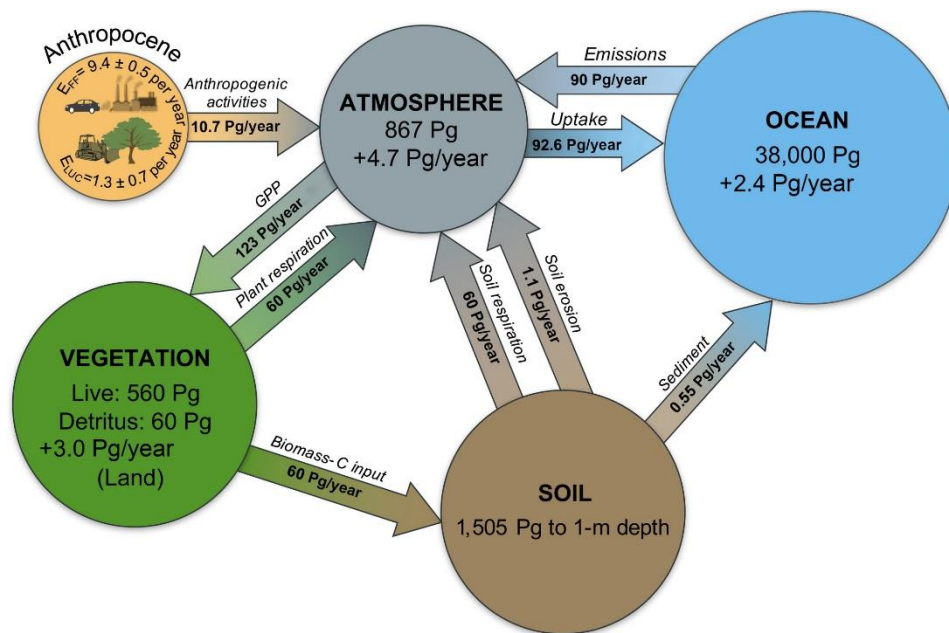 Anthropocene
EFF= 9.4 ± 0.5 per year
ELUC=1.3 ± 0.7 per year
Anthropogenic
activities
10.7 Pg/year
ATMOSPHERE
867 Pg
+4.7 Pg/year
Emissions
90 Pg/year
Uptake
92.6 Pg/year
OCEAN
38,000 Pg
+2.4 Pg/year
GPP
123 Pg/year
Plant respiration
60 Pg/year
Soil respiration
60 Pg/year
Soil erosion
1.1 Pg/year
Sediment
0.55 Pg/year
VEGETATION
Live: 560 Pg
Detritus: 60 Pg
+3.0 Pg/year
(Land)
Biomass-C input
60 Pg/year
SOIL
1,505 Pg to 1-m depth